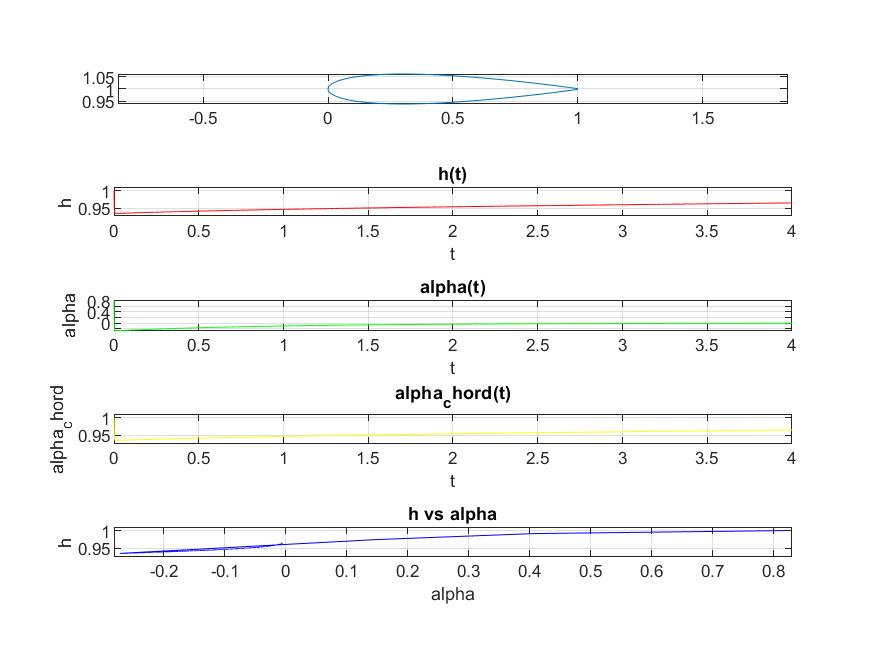 1.05
1
0.95
-0.5 0 0.5 1 1.5
h(t)
1
0.95
h
0 0.5 1 1.5 2 2.5 3 3.5 4
t
alpha(t)
0.8
0.4
0
alpha
0 0.5 1 1.5 2 2.5 3 3.5 4
t
alpha_chord(t)
1
0.95
alpha_chord
0 0.5 1 1.5 2 2.5 3 3.5 4
t
h vs alpha
1
0.95
h
-0.2 -0.1 0 0.1 0.2 0.3 0.4 0.5 0.6 0.7 0.8
alpha